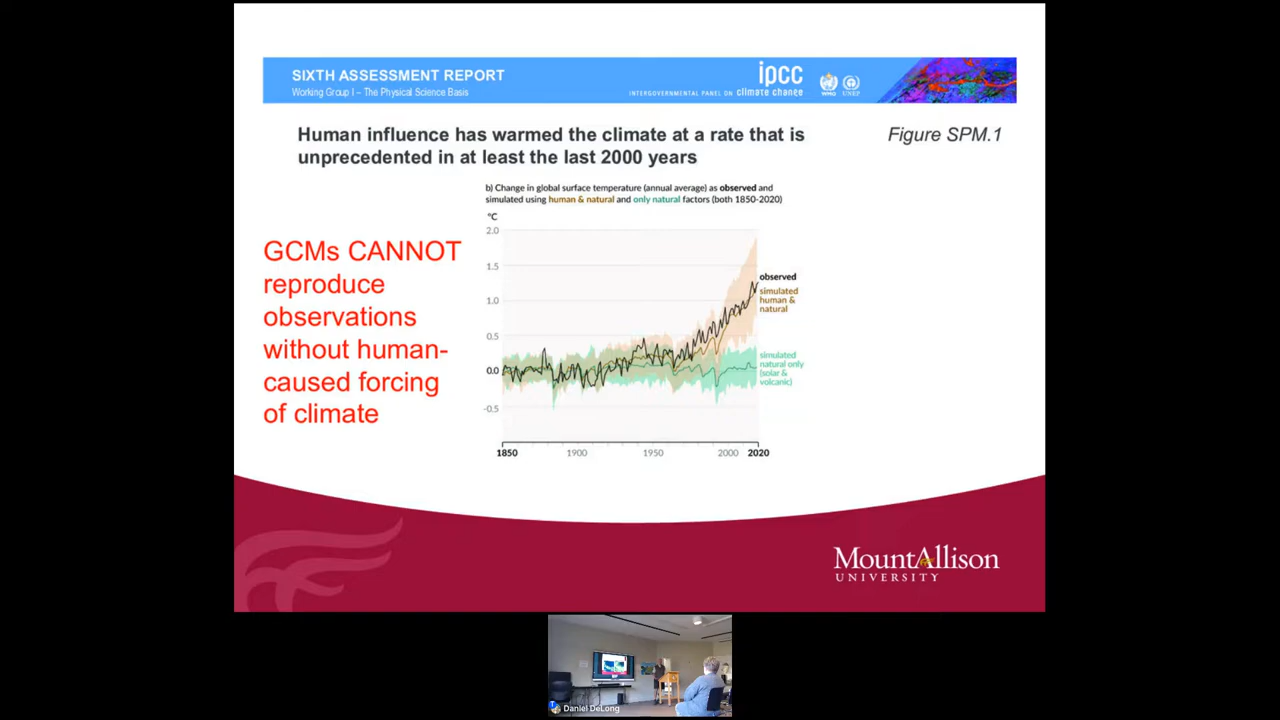 SIXTH ASSESSMENT REPORT
Working Group I – The Physical Science Basis
INTERGOVERNMENTAL PANEL ON climate change
ipcc
WMO
UNEP
Human influence has warmed the climate at a rate that is
unprecedented in at least the last 2000 years
Figure SPM.1
b) Change in global surface temperature (annual average) as observed and
simulated using human & natural and only natural factors (both 1850-2020)
°C
2.0
1.5
1.0
0.5
0.0
-0.5
1850
1900
1950
2000
2020
observed
simulated
human &
natural
simulated
natural only
(solar &
volcanic)
GCMs CANNOT
reproduce
observations
without human-
caused forcing
of climate
MountAllison
UNIVERSITY
Daniel DeLong